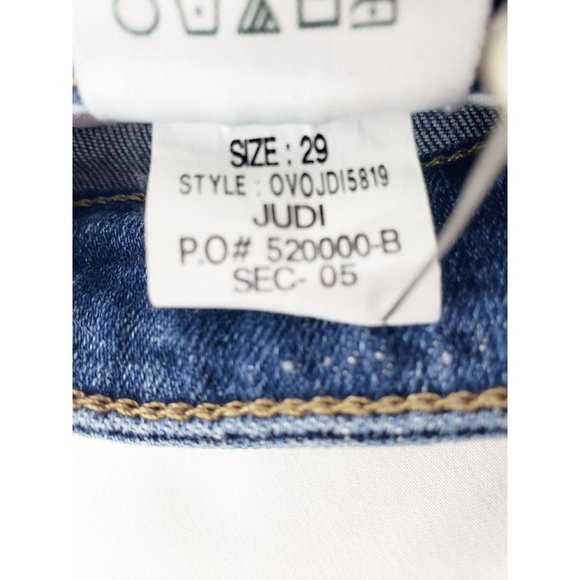 SIZE : 29
STYLE : OVOJDI5819
JUDI
P.O# 520000-B
SEC- 05